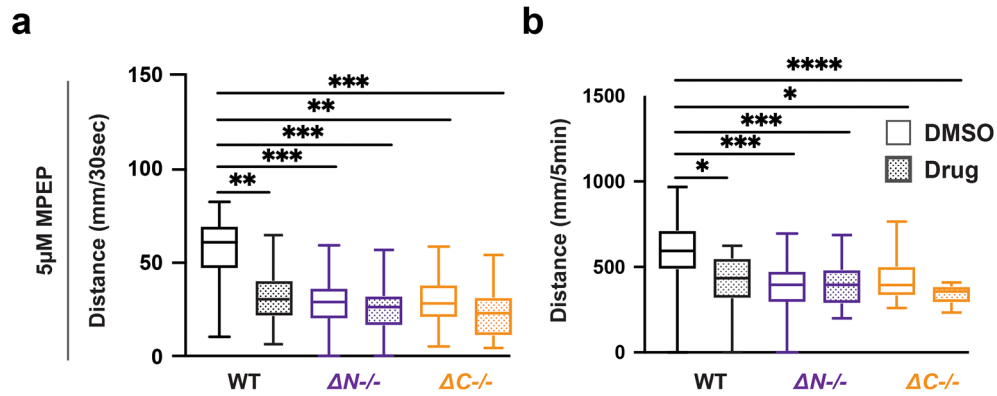 a
5µM MPEP
Distance (mm/30sec)
150
100
50
0
***
**
***
***
**
WT
ΔN-/-
ΔC-/-
b
Distance (mm/5min)
1500
1000
500
0
****
*
***
***
*
DMSO
Drug
WT
ΔN-/-
ΔC-/-